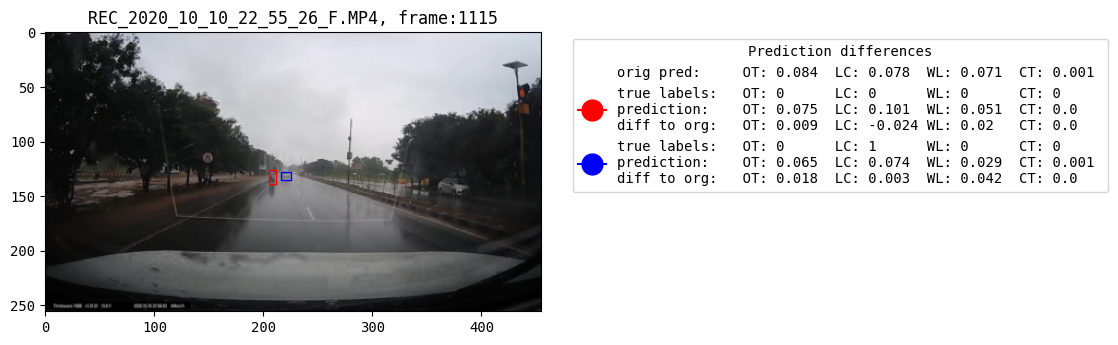 REC_2020_10_10_22_55_26_F.MP4, frame:1115
0
50
100
150
200
250
0
100
200
300
400
Prediction differences
orig pred: OT: 0.084 LC: 0.078 WL: 0.071 CT: 0.001
true labels: OT: 0 LC: 0 WL: 0 CT: 0
prediction: OT: 0.075 LC: 0.101 WL: 0.051 CT: 0.0
diff to org: OT: 0.009 LC: -0.024 WL: 0.02 CT: 0.0
true labels: OT: 0 LC: 1 WL: 0 CT: 0
prediction: OT: 0.065 LC: 0.074 WL: 0.029 CT: 0.001
diff to org: OT: 0.018 LC: 0.003 WL: 0.042 CT: 0.0